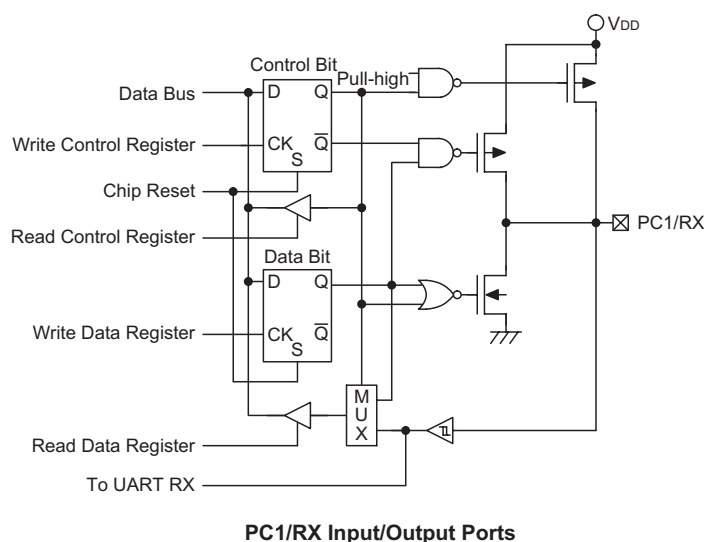 VDD
Control Bit
Pull-high
Data Bus
D Q
Write Control Register
CK Q
S
Chip Reset
Read Control Register
PC1/RX
Data Bit
D Q
Write Data Register
CK Q
S
M
U
X
Read Data Register
To UART RX
PC1/RX Input/Output Ports